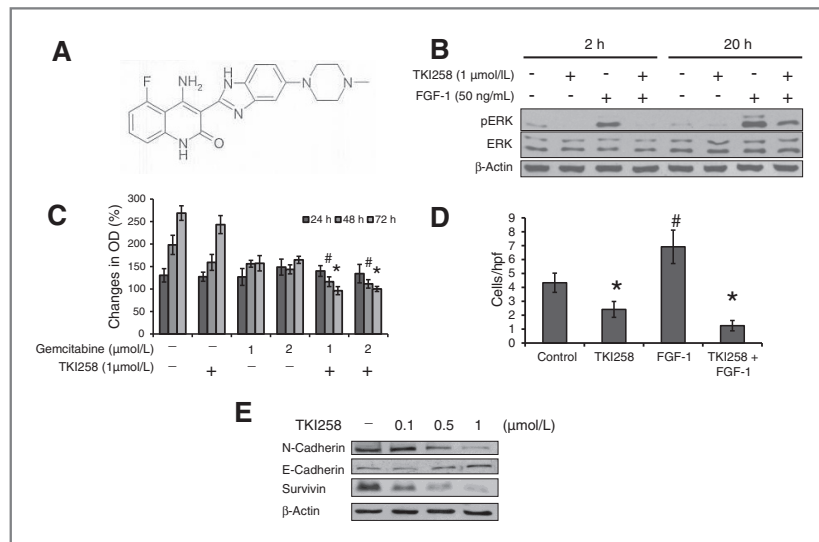 A
F
NH2
HN
N
N
N
N
H
O
B
2 h 20 h
TKI258 (1 μmol/lL) - + - + - + - +
FGF-1 (50 ng/mL) - - + + - - + +
pERK
ERK
β-Actin
C
Changes in OD (%)
300
250
200
150
100
50
0
24 h 48 h 72 h
# *
# *
Gemcitabine (μmol/L) – – 1 2 1 2
TKI258 (1μmol/L) – + – – + +
D
Cells/hpf
9
8
7
6
5
4
3
2
1
0
* # *
Control TKI258 FGF-1 TKI258 +
FGF-1
E
TKI258 – 0.1 0.5 1 (μmol/L)
N-Cadherin
E-Cadherin
Survivin
β-Actin